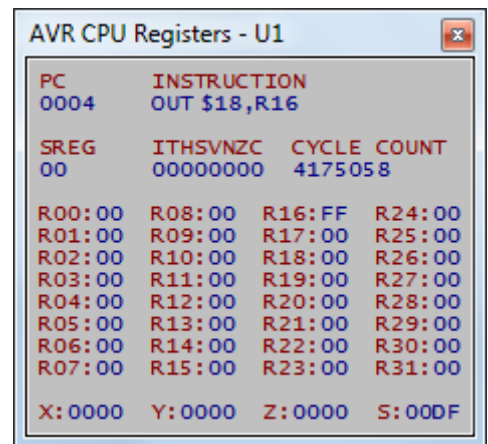 AVR CPU Registers - U1
PC INSTRUCTION
0004 OUT $18,R16
SREG ITHSVNZC CYCLE COUNT
00 00000000 4175058
R00:00 R08:00 R16:FF R24:00
R01:00 R09:00 R17:00 R25:00
R02:00 R10:00 R18:00 R26:00
R03:00 R11:00 R19:00 R27:00
R04:00 R12:00 R20:00 R28:00
R05:00 R13:00 R21:00 R29:00
R06:00 R14:00 R22:00 R30:00
R07:00 R15:00 R23:00 R31:00
X:0000 Y:0000 Z:0000 S:00DF